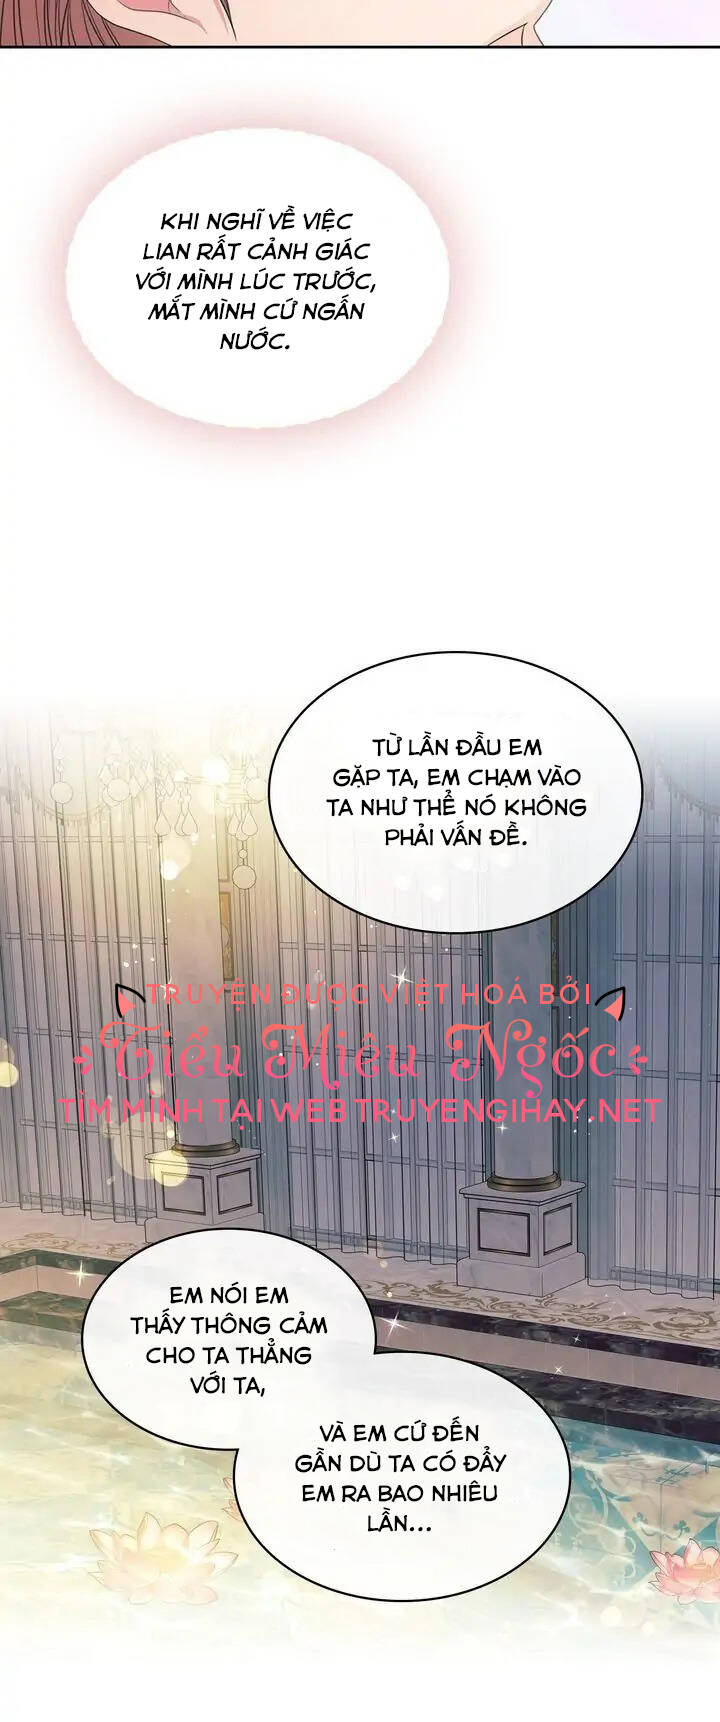 KHI NGHĨ VỀ VIỆC
LIAN RẤT CẢNH GIÁC
VỚI MÌNH LÚC TRƯỚC,
MẮT MÌNH CỨ NGẤN
NƯỚC.
TỪ LẦN ĐẦU EM
GẶP TA, EM CHẠM VÀO
TA NHƯ THỂ NÓ KHÔNG
PHẢI VẤN ĐỀ.
TRUYỆN ĐƯỢC VIỆT HOÁ BỞI
Tiểu Miêu Ngốc
TÌM MÌNH TẠI WEB TRUYENGIHAY.NET
EM NÓI EM
THẤY THÔNG CẢM
CHO TA THẲNG
VỚI TA,
VÀ EM CỨ ĐẾN
GẦN DÙ TA CÓ ĐẨY
EM RA BAO NHIÊU
LẦN...